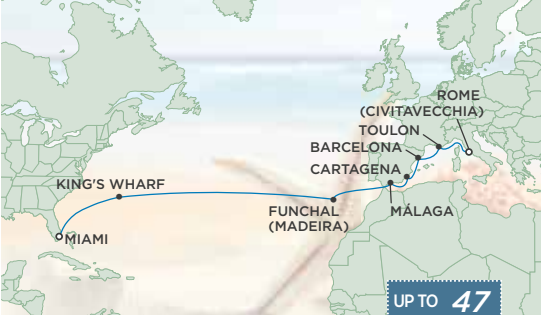 ROME
(CIVITAVECCHIA)
TOULON
BARCELONA
CARTAGENA
KING'S WHARF
FUNCHAL
(MADEIRA)
MÁLAGA
MIAMI
UP TO 47